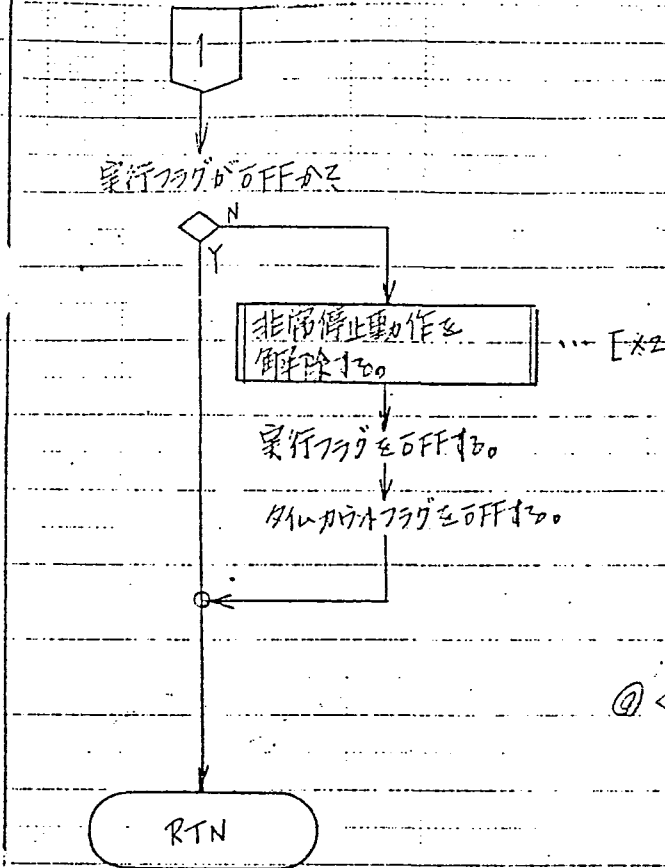 1
実行フラグがOFFか?
N
Y
非常停止動作を
解除する。
… [※2
実行フラグをOFFする。
タイムカウントフラグをOFFする。
RTN